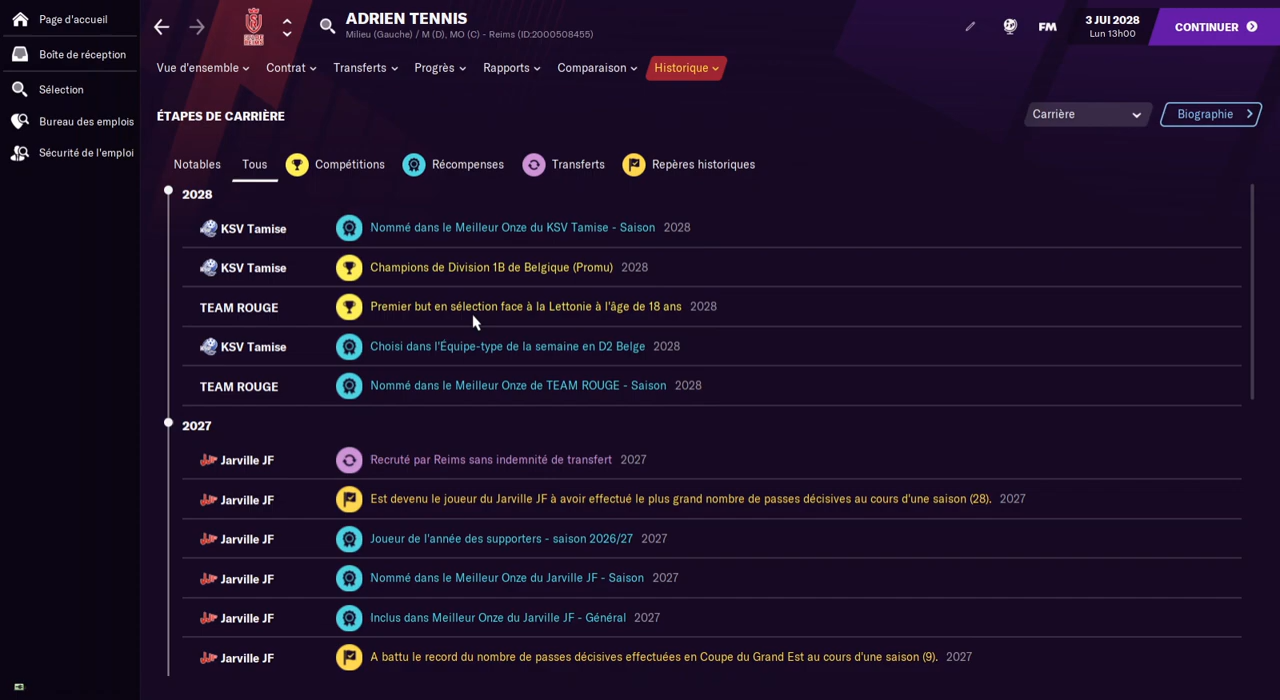 Page d'accueil
Boîte de réception
Sélection
Bureau des emplois
Sécurité de l'emploi
ADRIEN TENNIS
Milieu (Gauche) / M (D), MO (C) - Reims (ID:2000508455)
FM
3 JUI 2028
Lun 13h00
CONTINUER
Vue d'ensemble
Contrat
Transferts
Progrès
Rapports
Comparaison
Historique
ÉTAPES DE CARRIÈRE
Carrière
Biographie
Notables
Tous
Compétitions
Récompenses
Transferts
Repères historiques
2028
KSV Tamise Nommé dans le Meilleur Onze du KSV Tamise - Saison 2028
KSV Tamise Champions de Division 1B de Belgique (Promu) 2028
TEAM ROUGE Premier but en sélection face à la Lettonie à l'âge de 18 ans 2028
KSV Tamise Choisi dans l'Équipe-type de la semaine en D2 Belge 2028
TEAM ROUGE Nommé dans le Meilleur Onze de TEAM ROUGE - Saison 2028
2027
Jarville JF Recruté par Reims sans indemnité de transfert 2027
Jarville JF Est devenu le joueur du Jarville JF à avoir effectué le plus grand nombre de passes décisives au cours d'une saison (28). 2027
Jarville JF Joueur de l'année des supporters - saison 2026/27 2027
Jarville JF Nommé dans le Meilleur Onze du Jarville JF - Saison 2027
Jarville JF Inclus dans Meilleur Onze du Jarville JF - Général 2027
Jarville JF A battu le record du nombre de passes décisives effectuées en Coupe du Grand Est au cours d'une saison (9). 2027